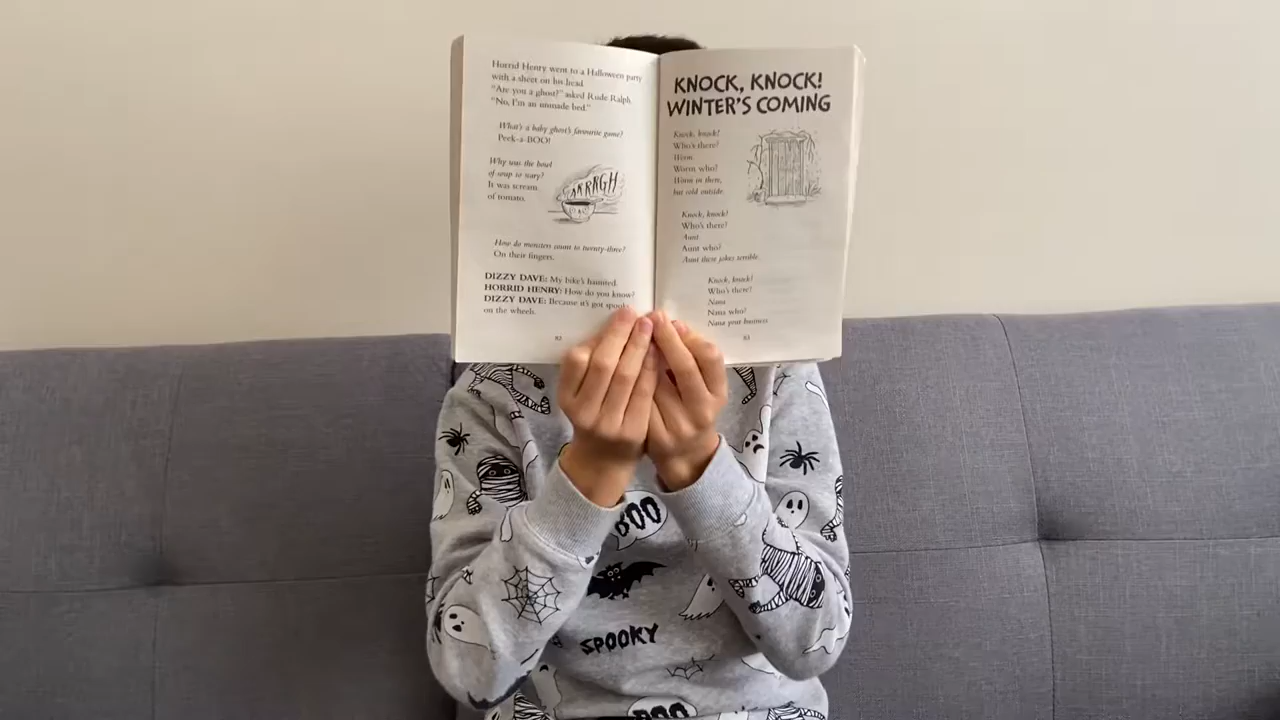 Horrid Henry went to a Halloween party
with a sheet on his head.
"Are you a ghost?" asked Rude Ralph.
"No, I'm an unmade bed."
What's a baby ghost's favourite game?
Peek-a-BOO!
Why was the bowl
of soup so scary?
It was scream
of tomato.
ARRRGH
How do monsters count to twenty-three?
On their fingers.
DIZZY DAVE: My bike's haunted.
HORRID HENRY: How do you know?
DIZZY DAVE: Because it's got spooks
on the wheels.
82
KNOCK, KNOCK!
WINTER'S COMING
Knock, knock!
Who's there?
Worm.
Worm who?
Worm in there,
but cold outside.
Knock, knock!
Who's there?
Aunt
Aunt who?
Aunt these jokes terrible.
Knock, knock!
Who's there?
Nana
Nana who?
Nana your business
83
BOO
SPOOKY
BOO